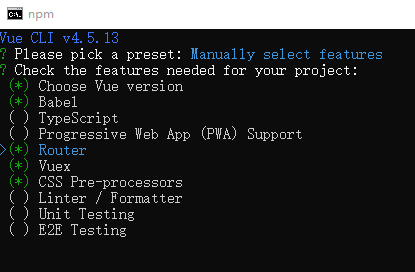 C:\. npm
Vue CLI v4.5.13
? Please pick a preset: Manually select features
? Check the features needed for your project:
(*) Choose Vue version
(*) Babel
( ) TypeScript
( ) Progressive Web App (PWA) Support
>(*) Router
(*) Vuex
(*) CSS Pre-processors
( ) Linter / Formatter
( ) Unit Testing
( ) E2E Testing